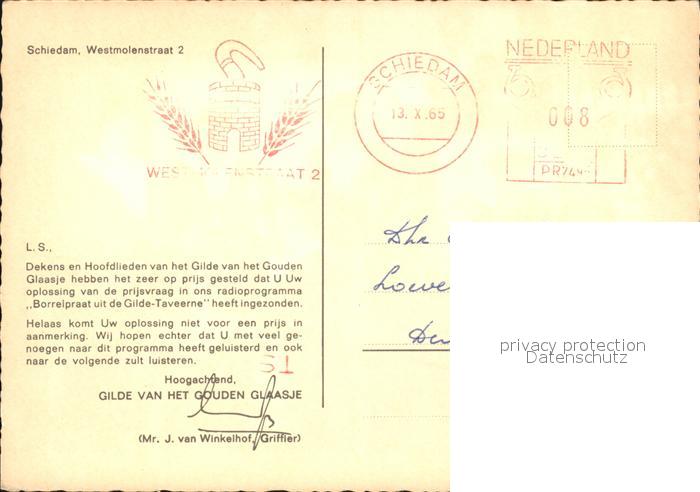 Schiedam, Westmolenstraat 2
WESTMOLENSTRAAT 2
SCHIEDAM
13. X .65
NEDERLAND
008
PR744
L.S.,
Dekens en Hoofdlieden van het Gilde van het Gouden
Glaasje hebben het zeer op prijs gesteld dat U Uw
oplossing van de prijsvraag in ons radioprogramma
,,Borrelpraat uit de Gilde-Taveerne" heeft ingezonden.
Helaas komt Uw oplossing niet voor een prijs in
aanmerking. Wij hopen echter dat U met veel ge-
noegen naar dit programma heeft geluisterd en ook
naar de volgende zult luisteren.
S1
Hoogachtend,
GILDE VAN HET GOUDEN GLAASJE
(Mr. J. van Winkelhof, Griffier)
Dhr
privacy protection
Datenschutz